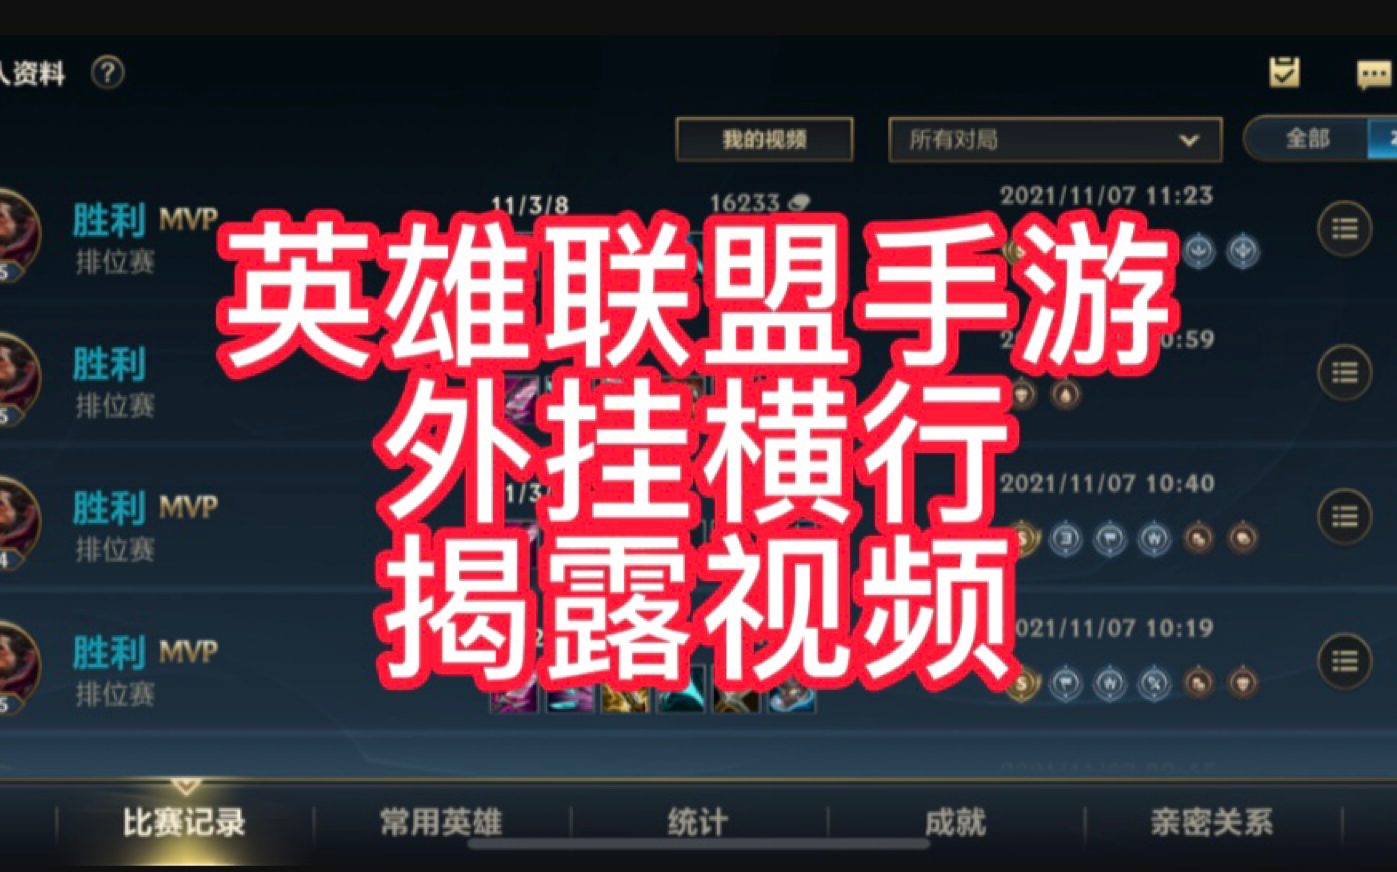 人资料
我的视频 所有对局 全部
胜利 MVP 11/3/8 16233 2021/11/07 11:23
排位赛
英雄联盟手游
胜利 0:59
排位赛
外挂横行
胜利 MVP 1/3 2021/11/07 10:40
排位赛
揭露视频
胜利 MVP 021/11/07 10:19
排位赛
比赛记录 常用英雄 统计 成就 亲密关系